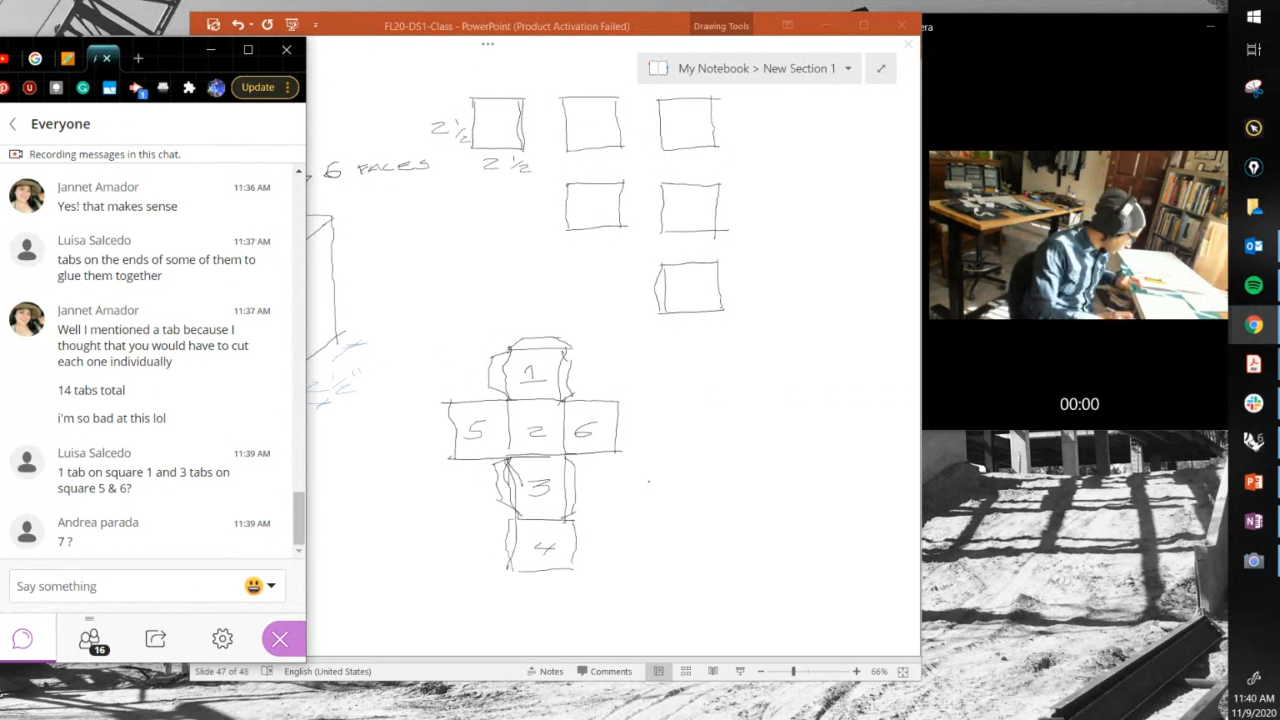 FL20-DS1-Class - PowerPoint (Product Activation Failed)
Drawing Tools
era
Update
My Notebook > New Section 1
Everyone
Recording messages in this chat.
Jannet Amador 11:36 AM
Yes! that makes sense
Luisa Salcedo 11:37 AM
tabs on the ends of some of them to
glue them together
Jannet Amador 11:37 AM
Well I mentioned a tab because I
thought that you would have to cut
each one individually
14 tabs total
i'm so bad at this lol
Luisa Salcedo 11:39 AM
1 tab on square 1 and 3 tabs on
square 5 & 6?
Andrea parada 11:39 AM
7 ?
Say something
16
2 ½
2 ½
6 FACES
2 ½"
1
5 2 6
3
4
00:00
Slide 47 of 48
English (United States)
Notes
Comments
66%
11:40 AM
11/9/2020